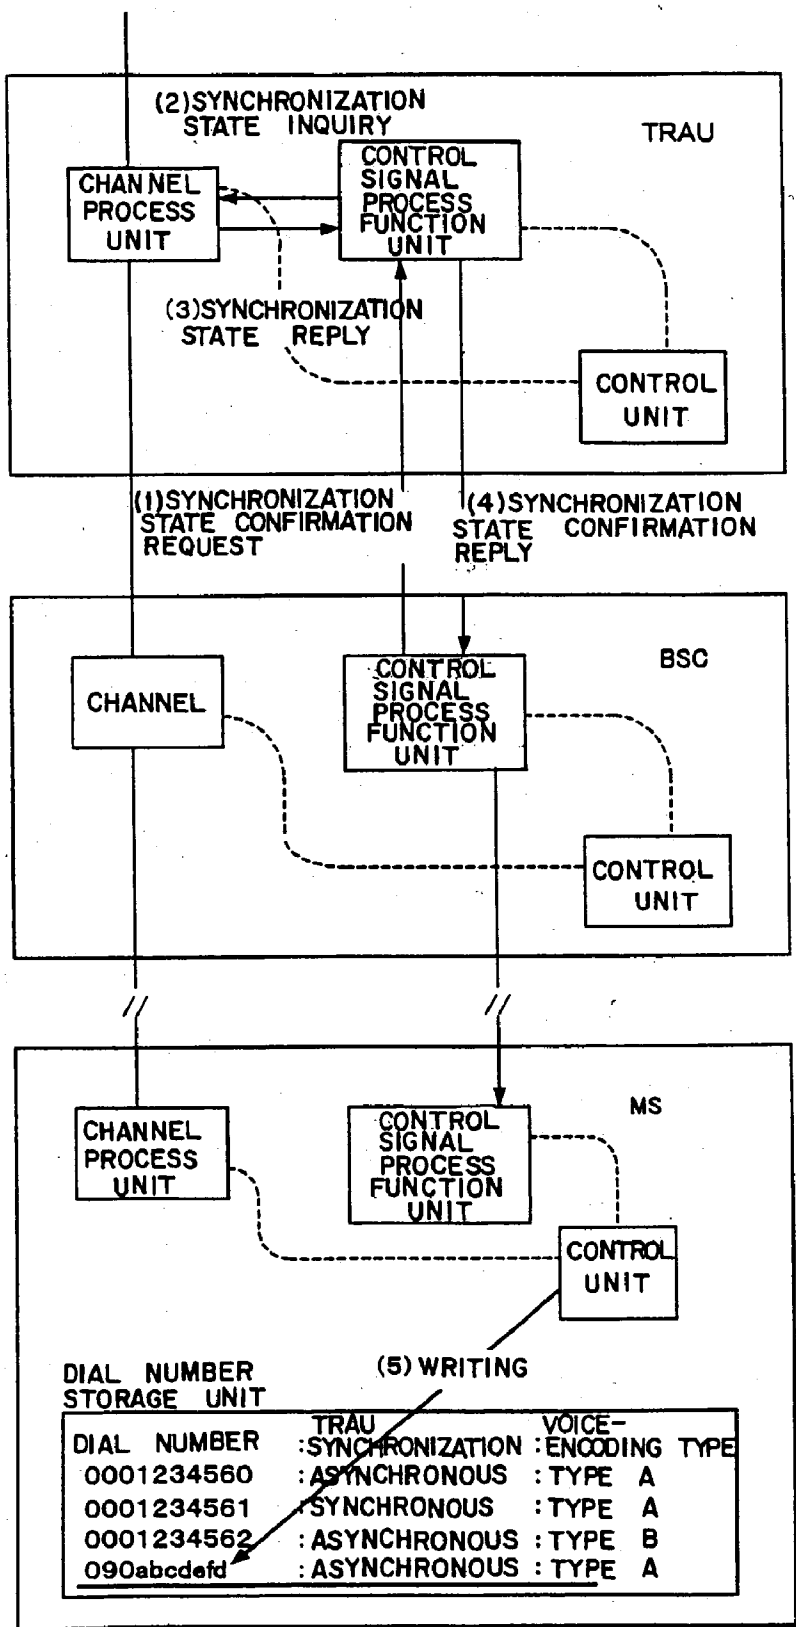 (2)SYNCHRONIZATION
STATE INQUIRY
TRAU
CHANNEL
PROCESS
UNIT
CONTROL
SIGNAL
PROCESS
FUNCTION
UNIT
(3)SYNCHRONIZATION
STATE REPLY
CONTROL
UNIT
(1)SYNCHRONIZATION
STATE CONFIRMATION
REQUEST
(4)SYNCHRONIZATION
STATE CONFIRMATION
REPLY
BSC
CHANNEL
CONTROL
SIGNAL
PROCESS
FUNCTION
UNIT
CONTROL
UNIT
MS
CHANNEL
PROCESS
UNIT
CONTROL
SIGNAL
PROCESS
FUNCTION
UNIT
CONTROL
UNIT
(5) WRITING
DIAL NUMBER
STORAGE UNIT
TRAU VOICE-
DIAL NUMBER :SYNCHRONIZATION :ENCODING TYPE
0001234560 :ASYNCHRONOUS :TYPE A
0001234561 :SYNCHRONOUS :TYPE A
0001234562 :ASYNCHRONOUS :TYPE B
090abcdefd :ASYNCHRONOUS :TYPE A